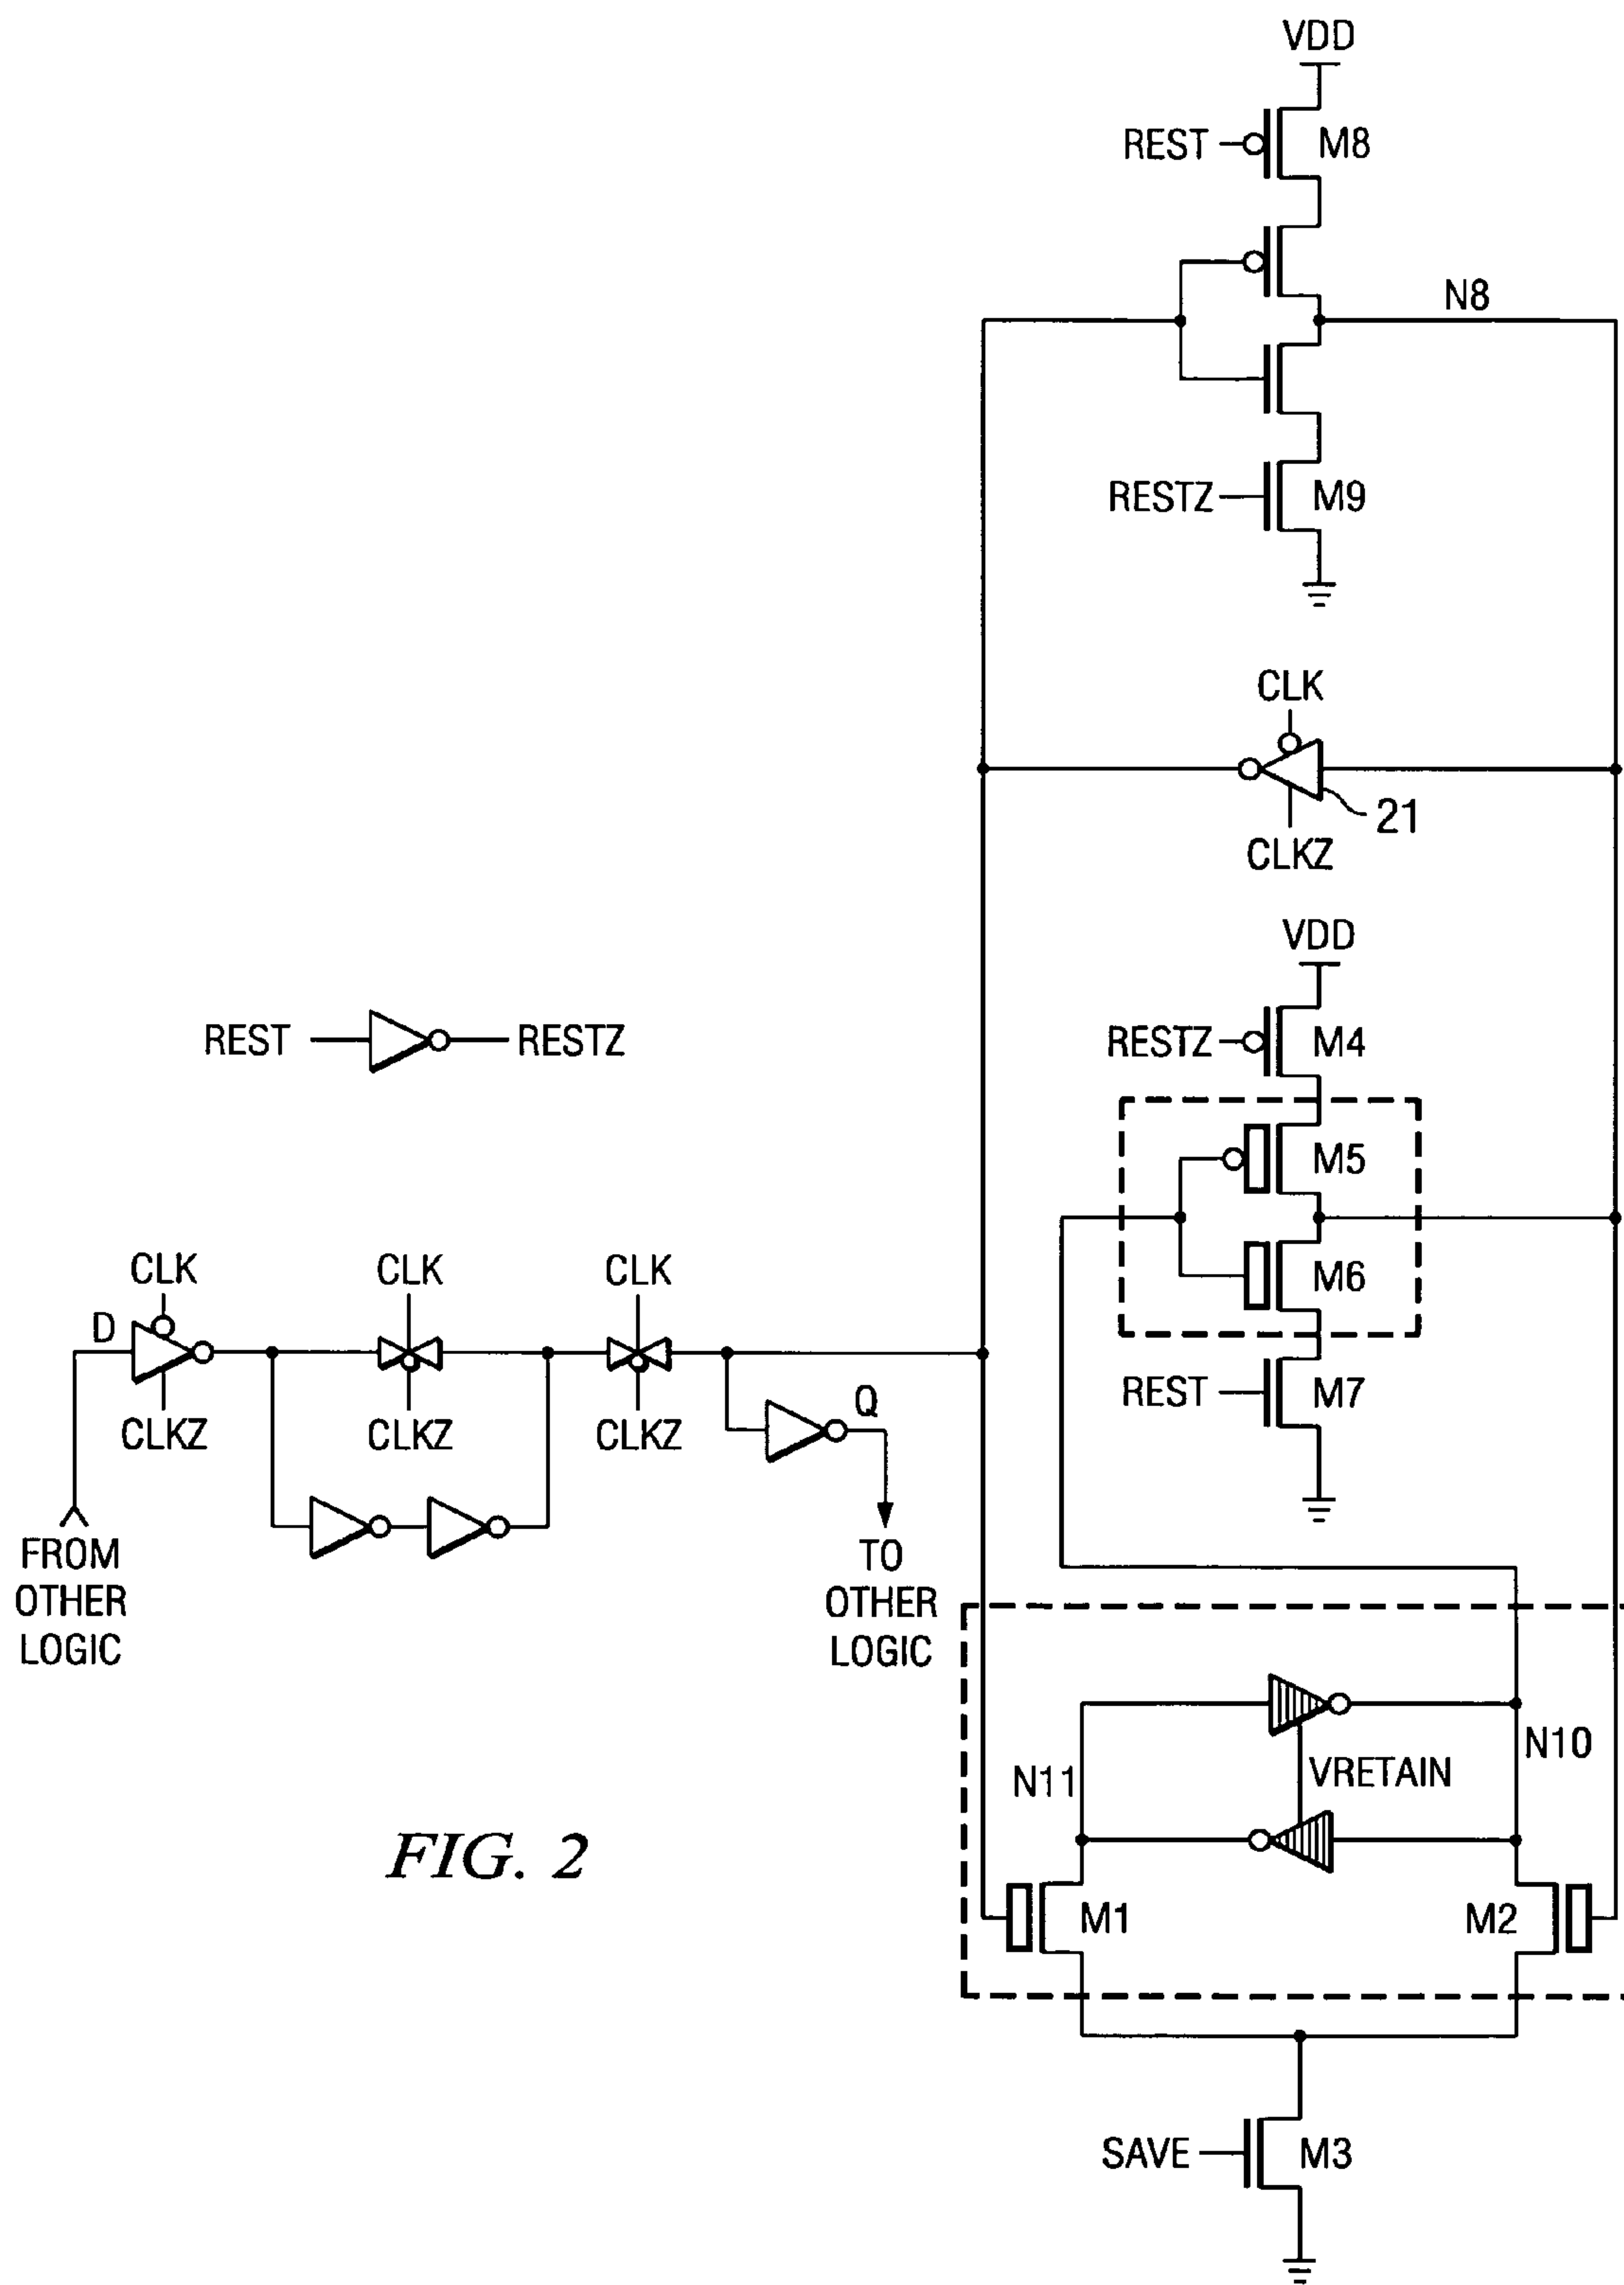 VDD
REST
M8
N8
RESTZ
M9
CLK
21
CLKZ
VDD
REST
RESTZ
RESTZ
M4
M5
M6
REST
M7
CLK
CLK
CLK
D
CLKZ
CLKZ
CLKZ
Q
FROM
OTHER
LOGIC
TO
OTHER
LOGIC
N11
VRETAIN
N10
M1
M2
FIG. 2
SAVE
M3